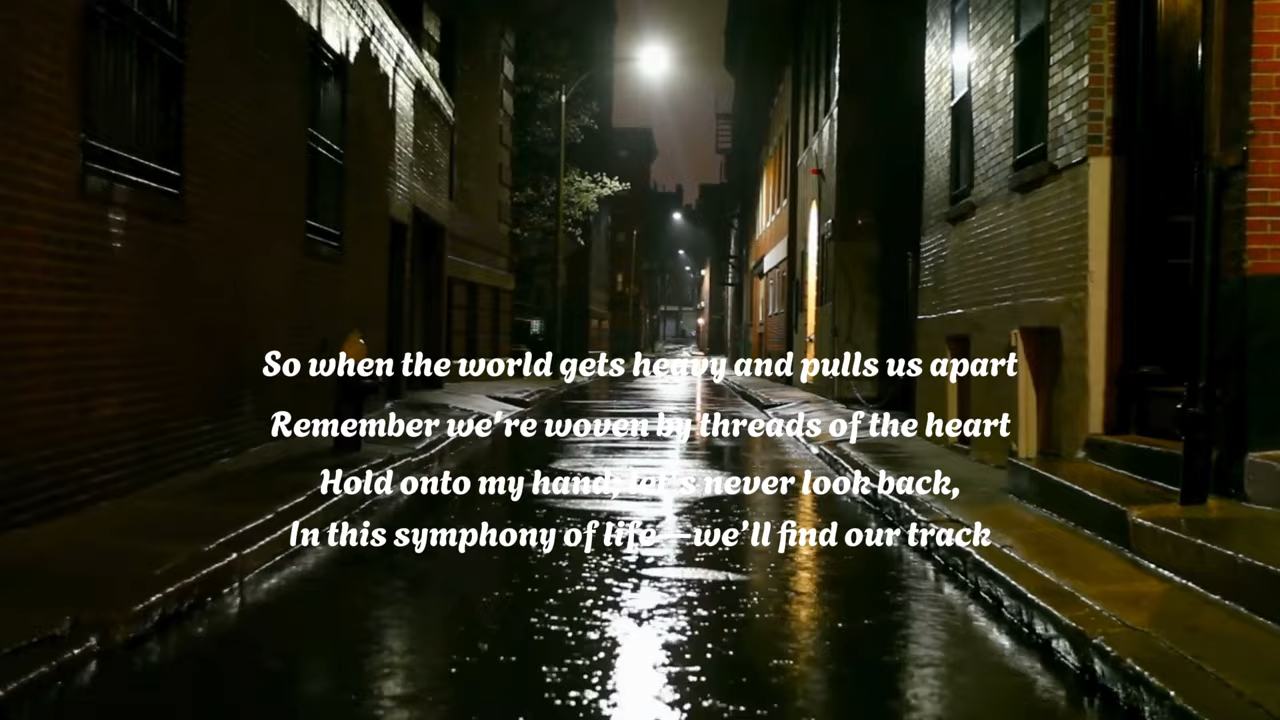 So when the world gets heavy and pulls us apart
Remember we're woven by threads of the heart
Hold onto my hand, let's never look back,
In this symphony of life—we'll find our track